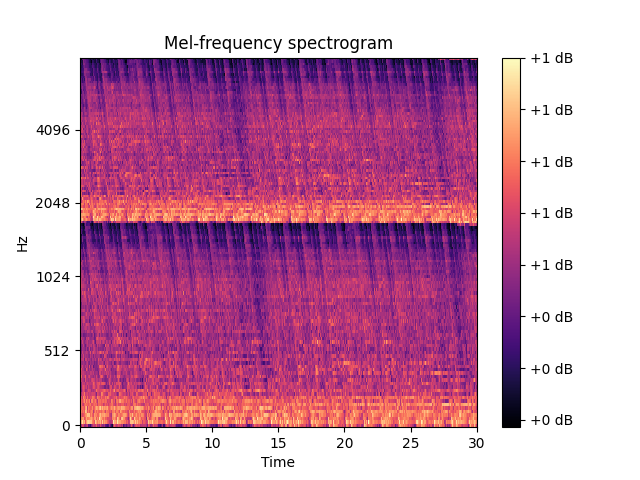 Mel-frequency spectrogram
Hz
4096
2048
1024
512
0
0 5 10 15 20 25 30
Time
+1 dB
+1 dB
+1 dB
+1 dB
+1 dB
+0 dB
+0 dB
+0 dB